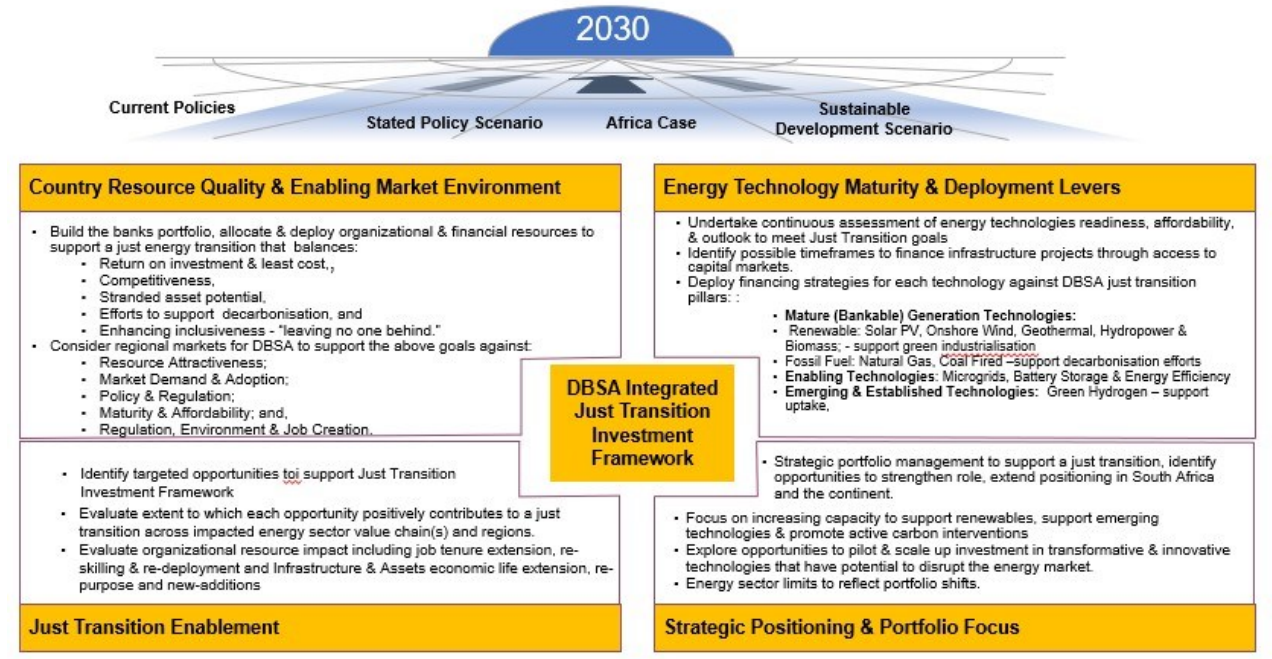 2030
Current Policies
Stated Policy Scenario
Africa Case
Sustainable
Development Scenario
Country Resource Quality & Enabling Market Environment
▪ Build the banks portfolio, allocate & deploy organizational & financial resources to
support a just energy transition that balances:
▪ Return on investment & least cost,,
▪ Competitiveness,
▪ Stranded asset potential,
▪ Efforts to support decarbonisation, and
▪ Enhancing inclusiveness - “leaving no one behind.”
▪ Consider regional markets for DBSA to support the above goals against:
▪ Resource Attractiveness;
▪ Market Demand & Adoption;
▪ Policy & Regulation;
▪ Maturity & Affordability; and,
▪ Regulation, Environment & Job Creation.
Energy Technology Maturity & Deployment Levers
▪ Undertake continuous assessment of energy technologies readiness, affordability,
& outlook to meet Just Transition goals
▪ Identify possible timeframes to finance infrastructure projects through access to
capital markets.
▪ Deploy financing strategies for each technology against DBSA just transition
pillars: :
▪ Mature (Bankable) Generation Technologies:
▪ Renewable: Solar PV, Onshore Wind, Geothermal, Hydropower &
Biomass; - support green industrialisation
▪ Fossil Fuel: Natural Gas, Coal Fired –support decarbonisation efforts
▪ Enabling Technologies: Microgrids, Battery Storage & Energy Efficiency
▪ Emerging & Established Technologies: Green Hydrogen – support
uptake,
DBSA Integrated
Just Transition
Investment
Framework
▪ Identify targeted opportunities toi support Just Transition
Investment Framework
▪ Evaluate extent to which each opportunity positively contributes to a just
transition across impacted energy sector value chain(s) and regions.
▪ Evaluate organizational resource impact including job tenure extension, re-
skilling & re-deployment and Infrastructure & Assets economic life extension, re-
purpose and new-additions
Just Transition Enablement
▪ Strategic portfolio management to support a just transition, identify
opportunities to strengthen role, extend positioning in South Africa
and the continent.
▪ Focus on increasing capacity to support renewables, support emerging
technologies & promote active carbon interventions
▪ Explore opportunities to pilot & scale up investment in transformative & innovative
technologies that have potential to disrupt the energy market.
▪ Energy sector limits to reflect portfolio shifts.
Strategic Positioning & Portfolio Focus